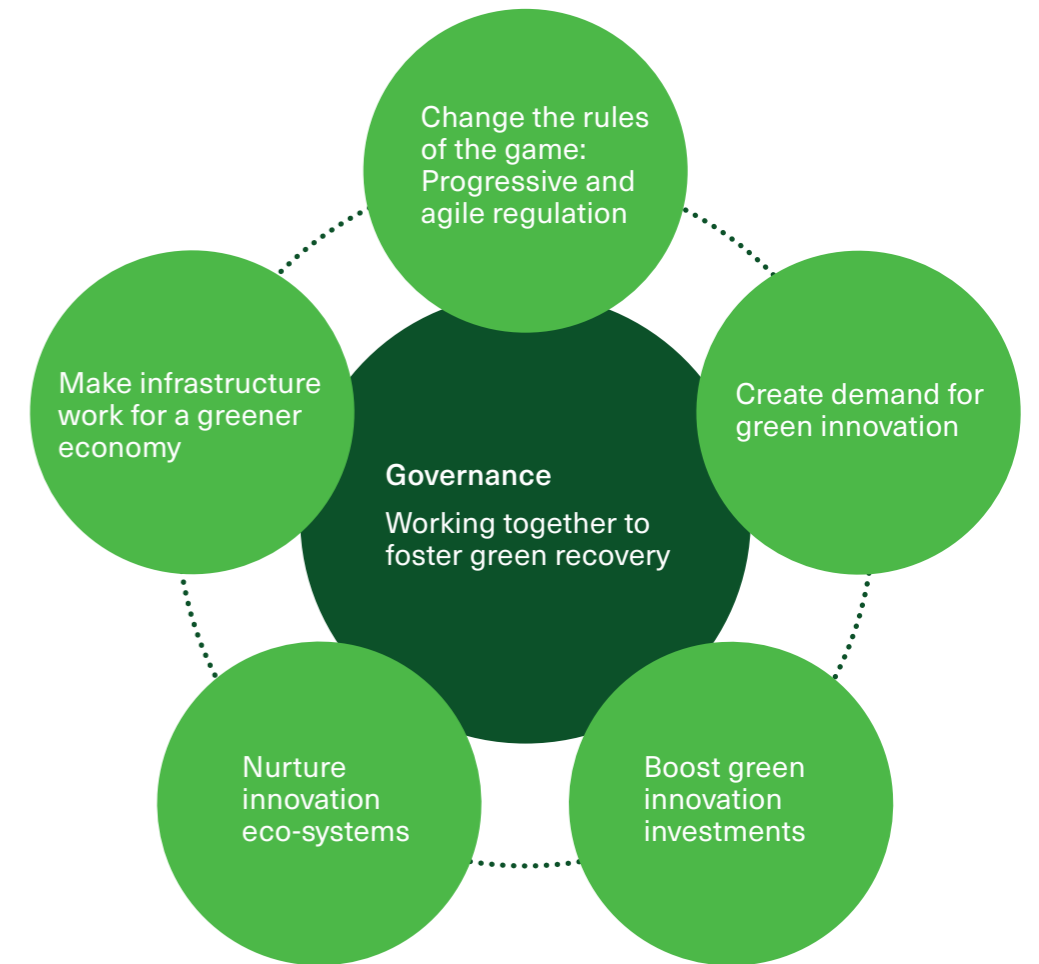 Change the rules
of the game:
Progressive and
agile regulation
Make infrastructure
work for a greener
economy
Create demand for
green innovation
Governance
Working together to
foster green recovery
Nurture
innovation
eco-systems
Boost green
innovation
investments